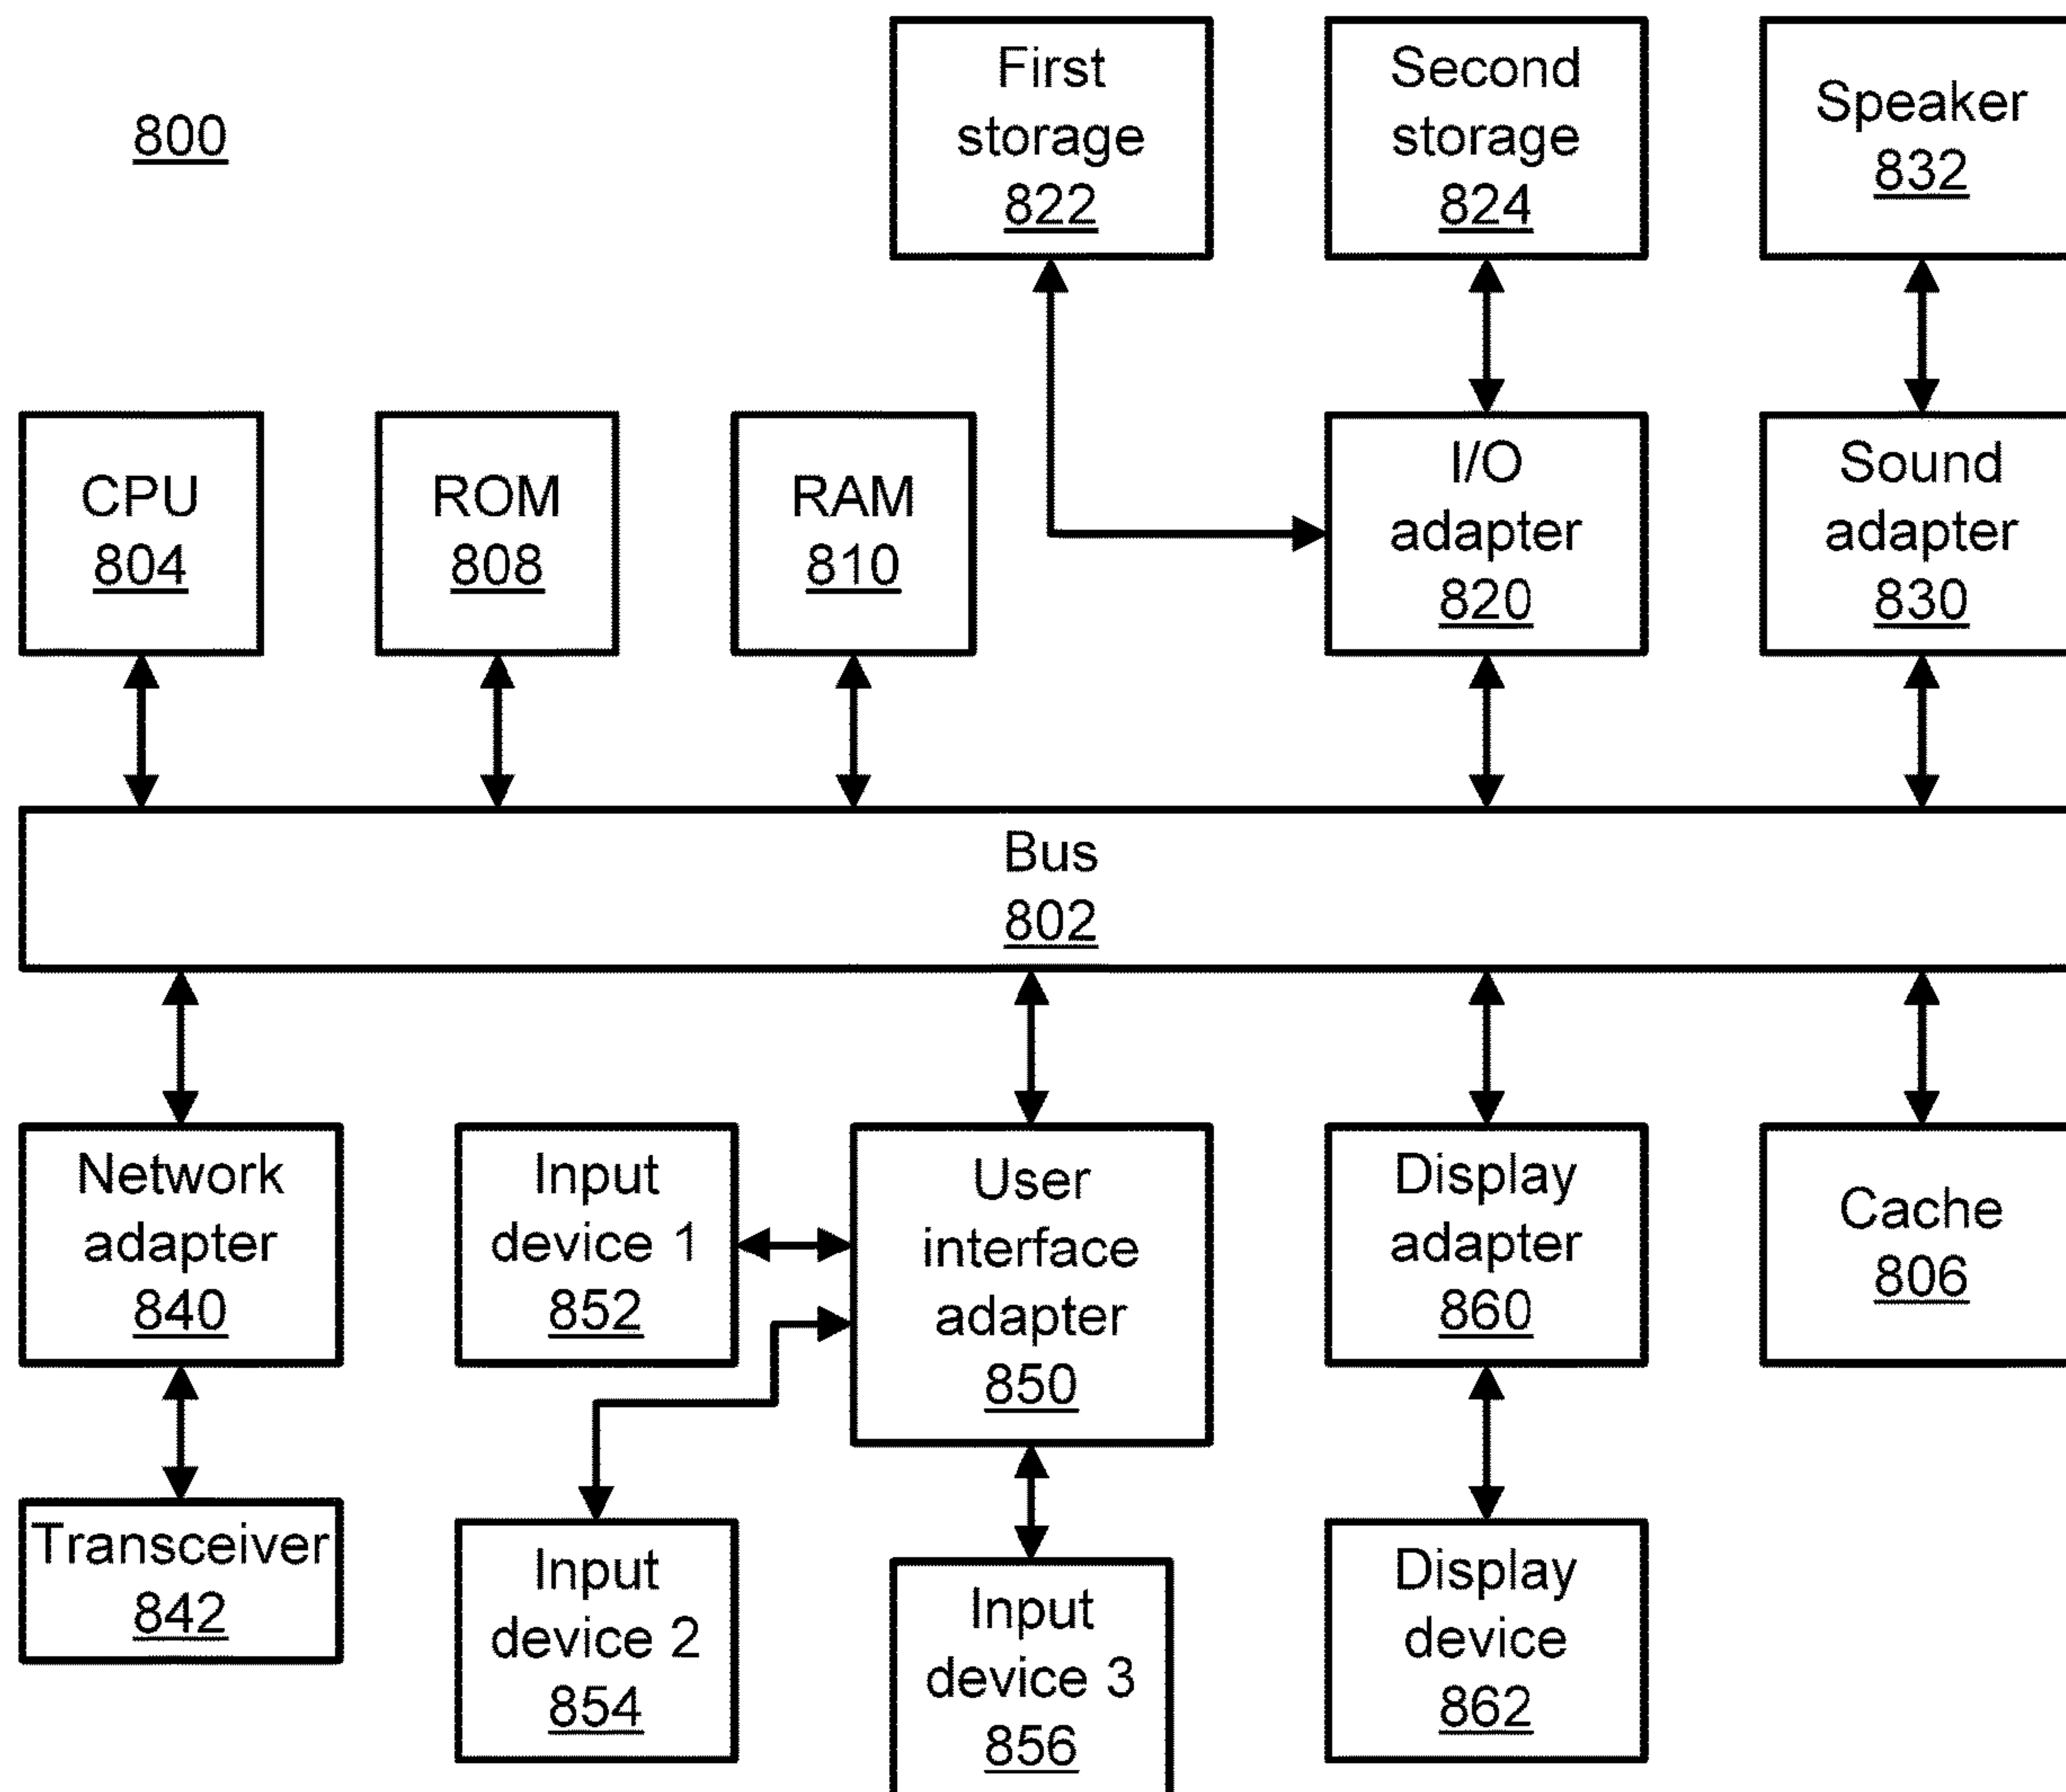 800
First
storage
822
Second
storage
824
Speaker
832
CPU
804
ROM
808
RAM
810
I/O
adapter
820
Sound
adapter
830
Bus
802
Network
adapter
840
Input
device 1
852
User
interface
adapter
850
Display
adapter
860
Cache
806
Transceiver
842
Input
device 2
854
Input
device 3
856
Display
device
862